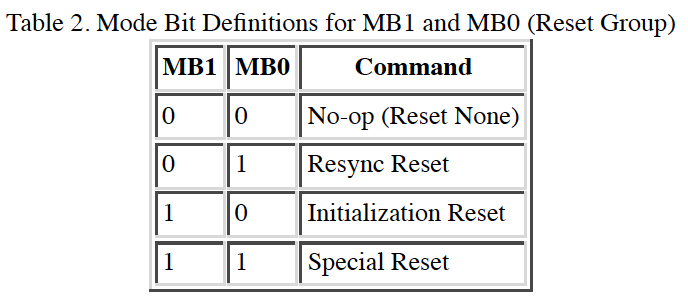 Table 2. Mode Bit Definitions for MB1 and MB0 (Reset Group)
MB1 MB0 Command
0 0 No-op (Reset None)
0 1 Resync Reset
1 0 Initialization Reset
1 1 Special Reset